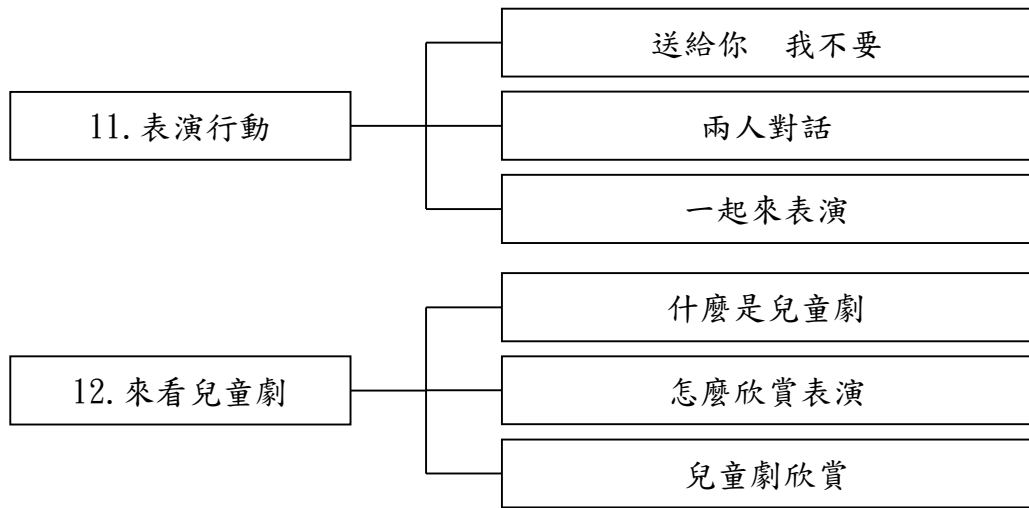 11.表演行動
送給你　我不要
兩人對話
一起來表演
12.來看兒童劇
什麼是兒童劇
怎麼欣賞表演
兒童劇欣賞